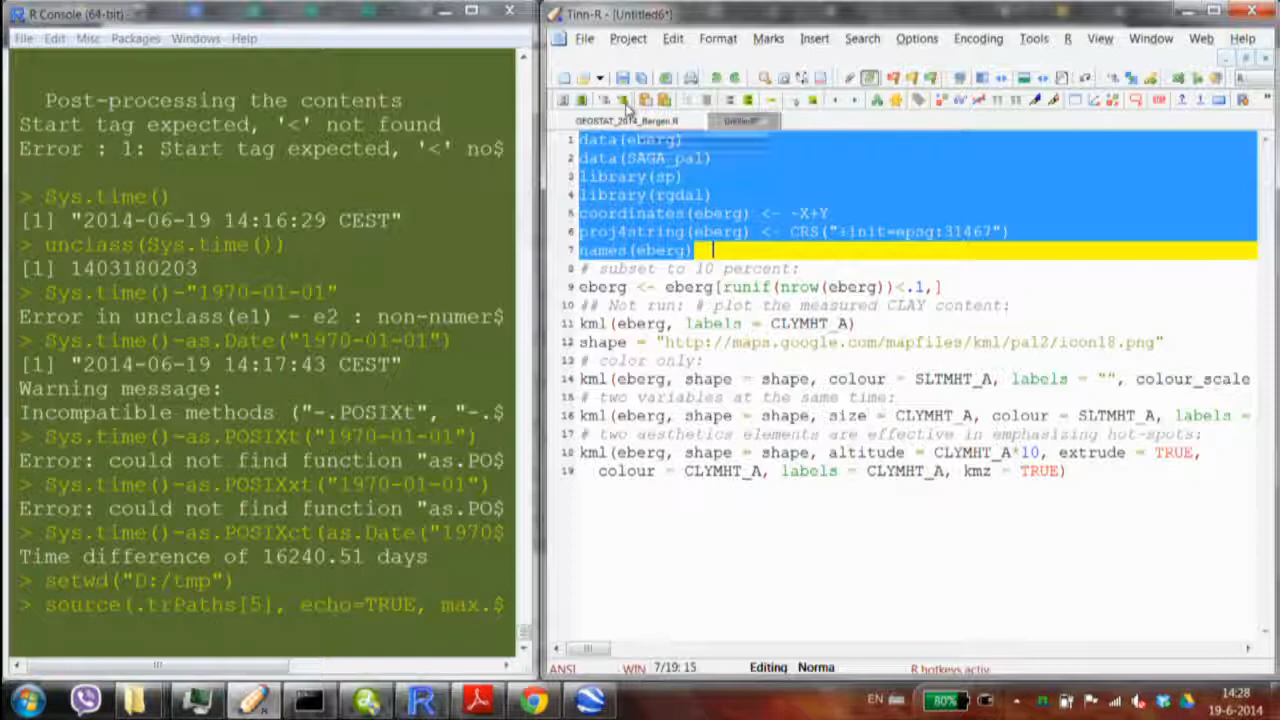 R Console (64-bit)
File Edit Misc Packages Windows Help
Post-processing the contents
Start tag expected, '<' not found
Error : 1: Start tag expected, '<' no$
> Sys.time()
[1] "2014-06-19 14:16:29 CEST"
> unclass(Sys.time())
[1] 1403180203
> Sys.time()-"1970-01-01"
Error in unclass(e1) - e2 : non-numer$
> Sys.time()-as.Date("1970-01-01")
[1] "2014-06-19 14:17:43 CEST"
Warning message:
Incompatible methods ("-.POSIXt", "-.$
> Sys.time()-as.POSIXt("1970-01-01")
Error: could not find function "as.PO$
> Sys.time()-as.POSIXxt("1970-01-01")
Error: could not find function "as.PO$
> Sys.time()-as.POSIXct(as.Date("1970$
Time difference of 16240.51 days
> setwd("D:/tmp")
> source(.trPaths[5], echo=TRUE, max.$
Tinn-R - [Untitled6*]
File Project Edit Format Marks Insert Search Options Encoding Tools R View Window Web Help
GEOSTAT_2014_Bergen.R
1 data(eberg)
2 data(SAGA_pal)
3 library(sp)
4 library(rgdal)
5 coordinates(eberg) <- ~X+Y
6 proj4string(eberg) <- CRS("+init=epsg:31467")
7 names(eberg)
8 # subset to 10 percent:
9 eberg <- eberg[runif(nrow(eberg))<.1,]
10 ## Not run: # plot the measured CLAY content:
11 kml(eberg, labels = CLYMHT_A)
12 shape = "http://maps.google.com/mapfiles/kml/pal2/icon18.png"
13 # color only:
14 kml(eberg, shape = shape, colour = SLTMHT_A, labels = "", colour_scale
15 # two variables at the same time:
16 kml(eberg, shape = shape, size = CLYMHT_A, colour = SLTMHT_A, labels =
17 # two aesthetics elements are effective in emphasizing hot-spots:
18 kml(eberg, shape = shape, altitude = CLYMHT_A*10, extrude = TRUE,
19 colour = CLYMHT_A, labels = CLYMHT_A, kmz = TRUE)
ANSI WIN 7/19: 15 Editing Norma R hotkeys activ
EN 80% 14:28
19-6-2014